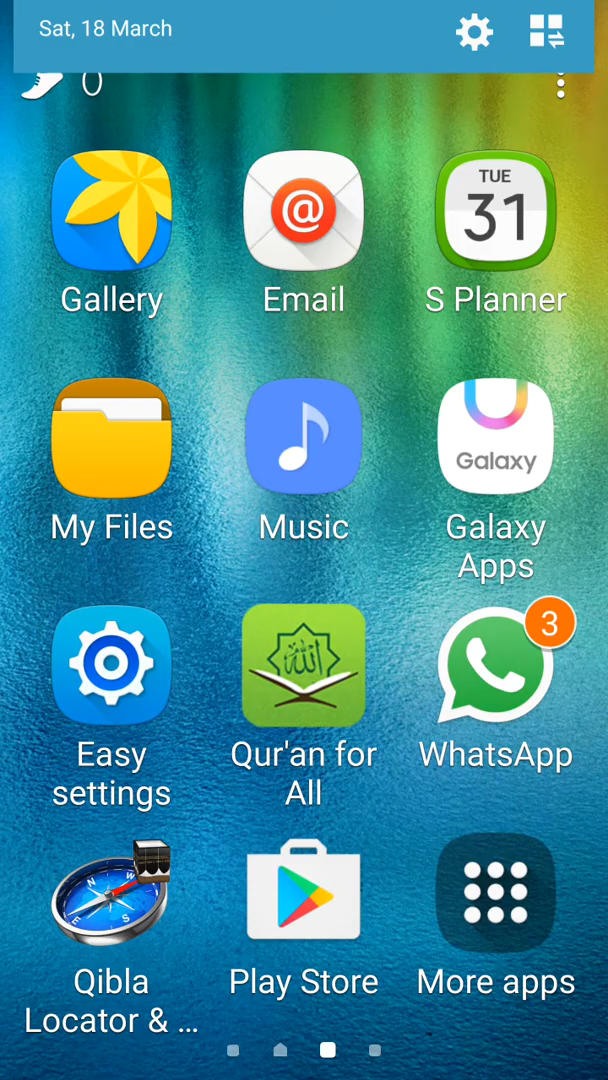 Sat, 18 March
0
TUE
31
@
Gallery
Email
S Planner
Galaxy
My Files
Music
Galaxy
Apps
3
الله
Easy
settings
Qur'an for
All
WhatsApp
N
W
E
S
Qibla
Locator & ...
Play Store
More apps